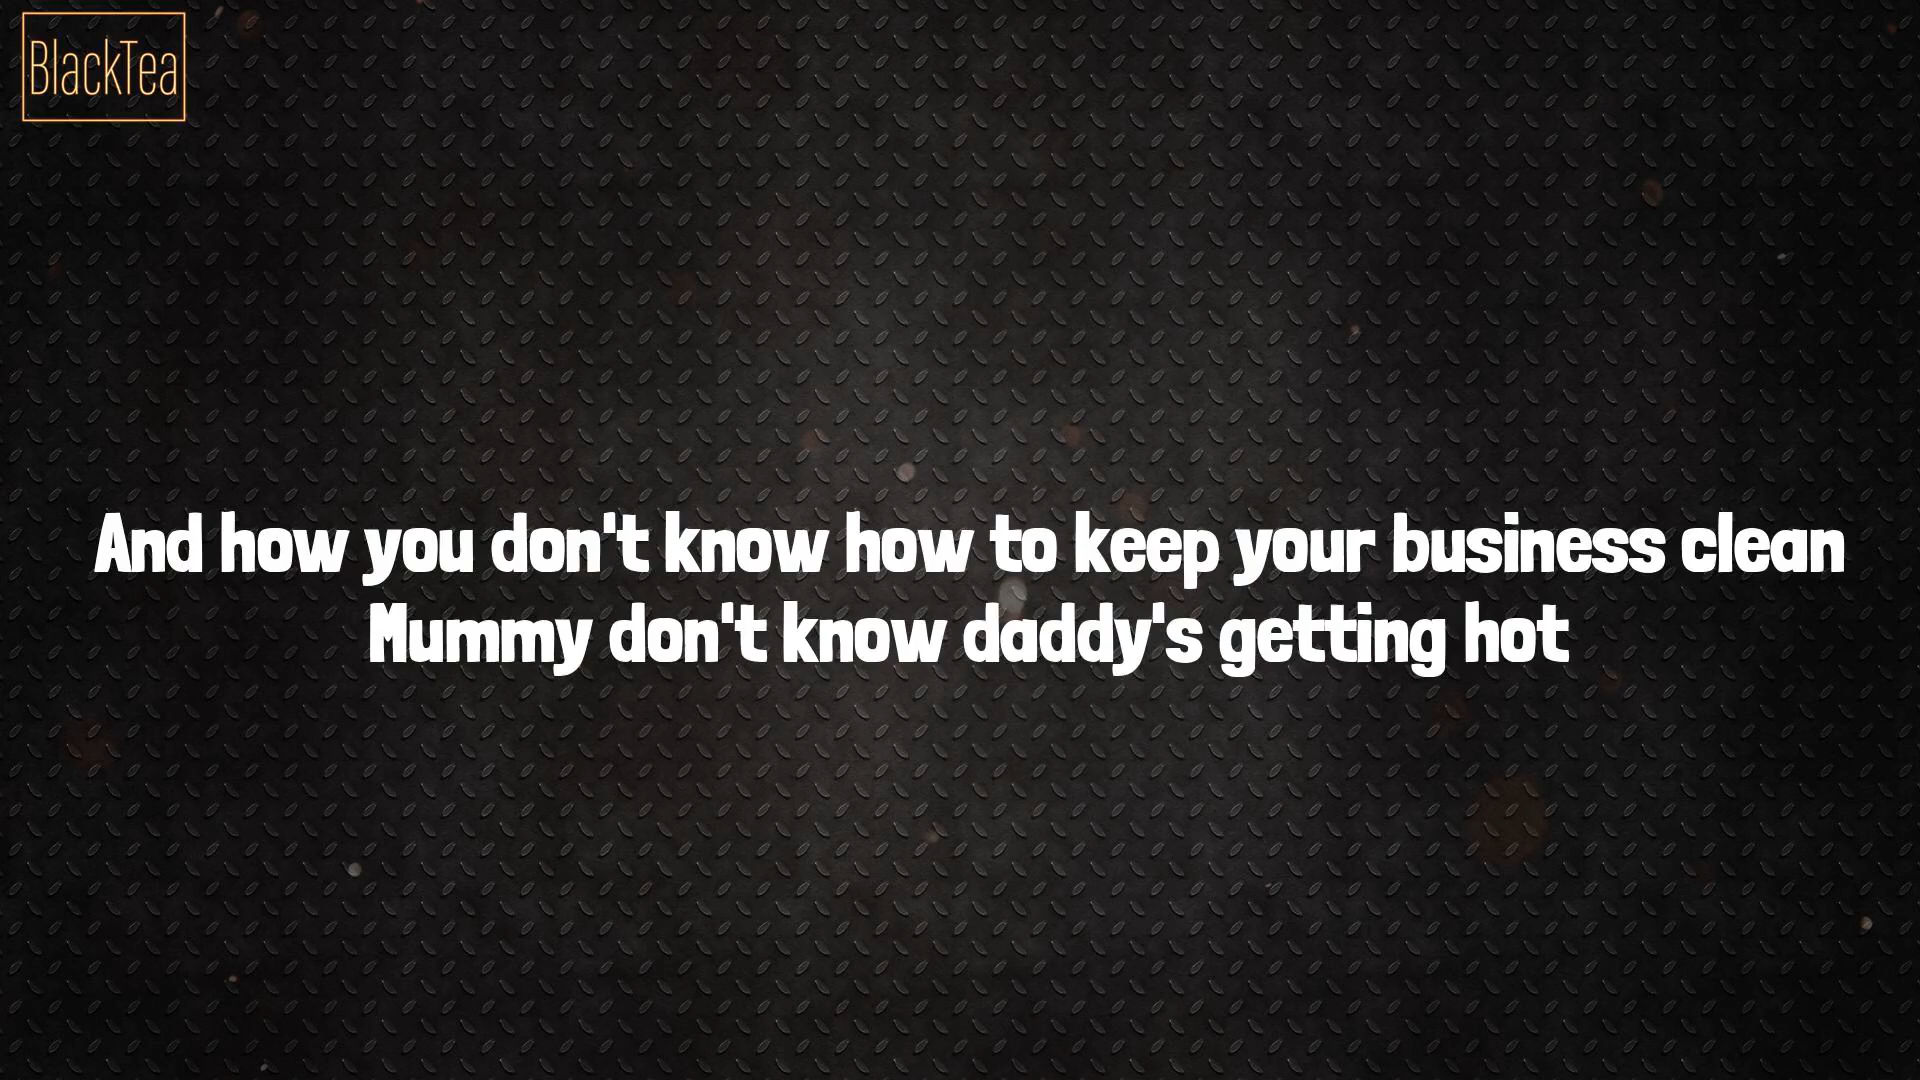 BlackTea
And how you don't know how to keep your business clean
Mummy don't know daddy's getting hot